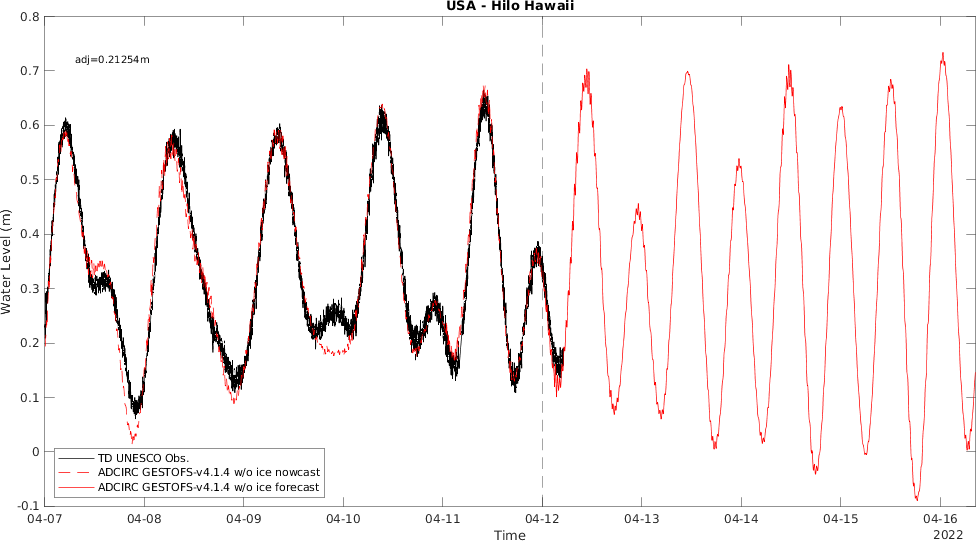 USA - Hilo Hawaii
adj=0.21254m
Water Level (m)
0.8
0.7
0.6
0.5
0.4
0.3
0.2
0.1
0
-0.1
TD UNESCO Obs.
ADCIRC GESTOFS-v4.1.4 w/o ice nowcast
ADCIRC GESTOFS-v4.1.4 w/o ice forecast
04-07 04-08 04-09 04-10 04-11 04-12 04-13 04-14 04-15 04-16
Time
2022